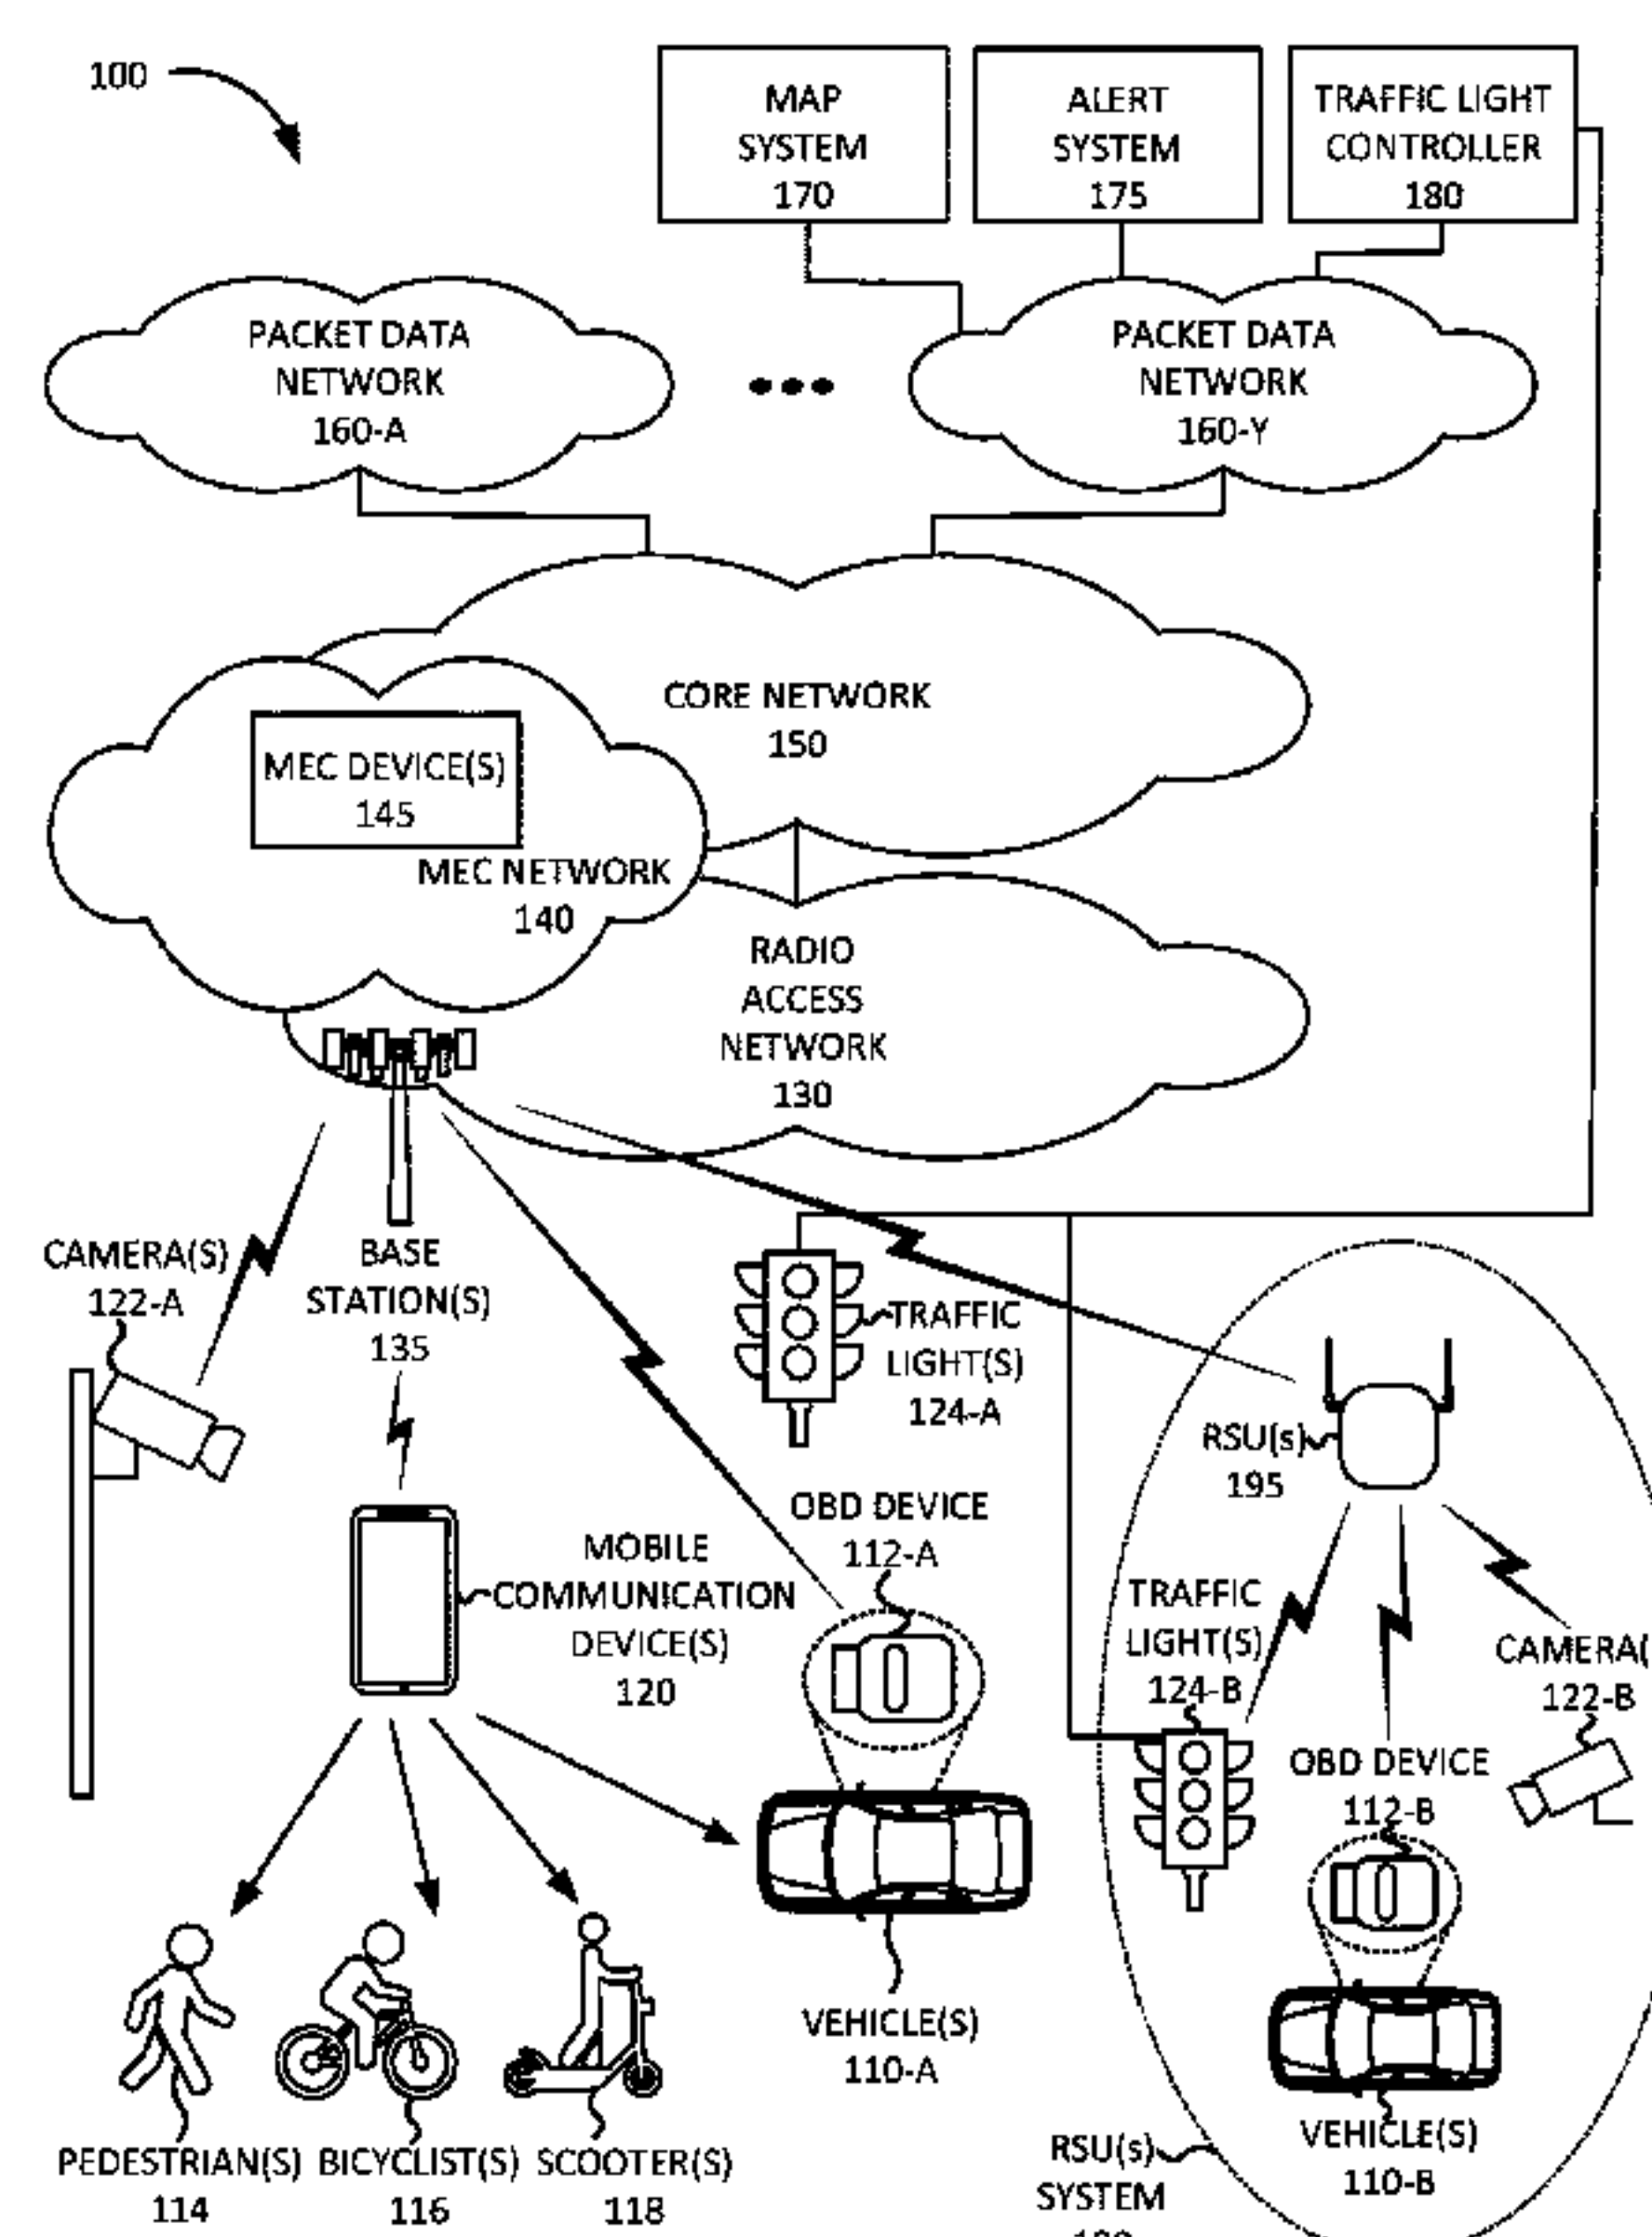 100
MAP
SYSTEM
170
ALERT
SYSTEM
175
TRAFFIC LIGHT
CONTROLLER
180
PACKET DATA
NETWORK
160-A
PACKET DATA
NETWORK
160-Y
CORE NETWORK
150
MEC DEVICE(S)
145
MEC NETWORK
140
RADIO
ACCESS
NETWORK
130
CAMERA(S)
122-A
BASE
STATION(S)
135
TRAFFIC
LIGHT(S)
124-A
RSU(s)
195
OBD DEVICE
112-A
MOBILE
COMMUNICATION
DEVICE(S)
120
TRAFFIC
LIGHT(S)
124-B
CAMERA(
122-B
OBD DEVICE
112-B
VEHICLE(S)
110-A
VEHICLE(S)
110-B
PEDESTRIAN(S)
114
BICYCLIST(S)
116
SCOOTER(S)
118
RSU(s)
SYSTEM